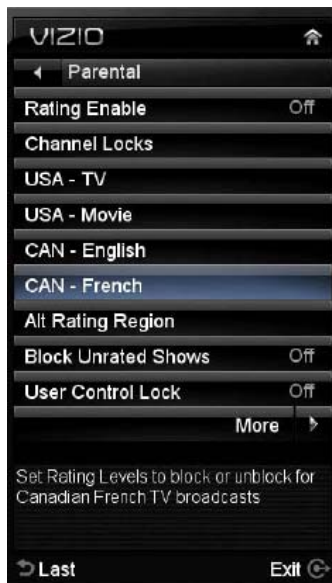 VIZIO
Parental
Rating Enable Off
Channel Locks
USA - TV
USA - Movie
CAN - English
CAN - French
Alt Rating Region
Block Unrated Shows Off
User Control Lock Off
More
Set Rating Levels to block or unblock for
Canadian French TV broadcasts
Last Exit